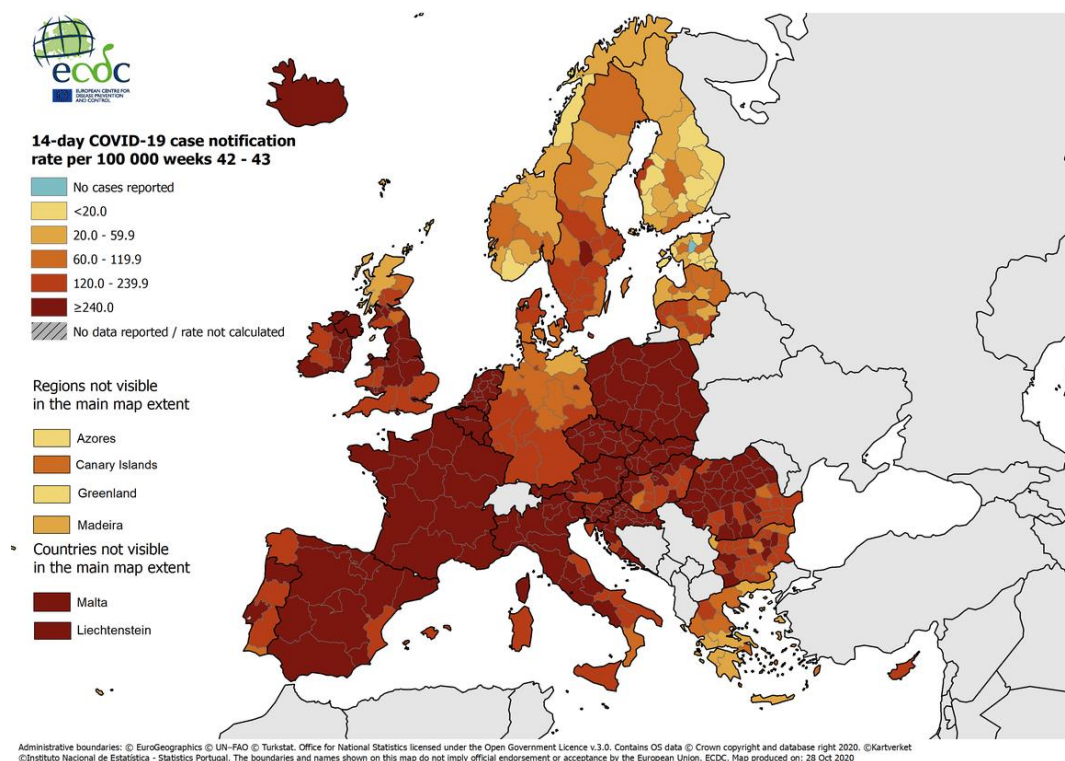 ecdc
EUROPEAN CENTRE FOR
DISEASE PREVENTION
AND CONTROL
14-day COVID-19 case notification
rate per 100 000 weeks 42 - 43
No cases reported
<20.0
20.0 - 59.9
60.0 - 119.9
120.0 - 239.9
≥240.0
No data reported / rate not calculated
Regions not visible
in the main map extent
Azores
Canary Islands
Greenland
Madeira
Countries not visible
in the main map extent
Malta
Liechtenstein
Administrative boundaries: © EuroGeographics © UN–FAO © Turkstat. Office for National Statistics licensed under the Open Government Licence v.3.0. Contains OS data © Crown copyright and database right 2020. ©Kartverket
©Instituto Nacional de Estatística - Statistics Portugal. The boundaries and names shown on this map do not imply official endorsement or acceptance by the European Union. ECDC. Map produced on: 28 Oct 2020